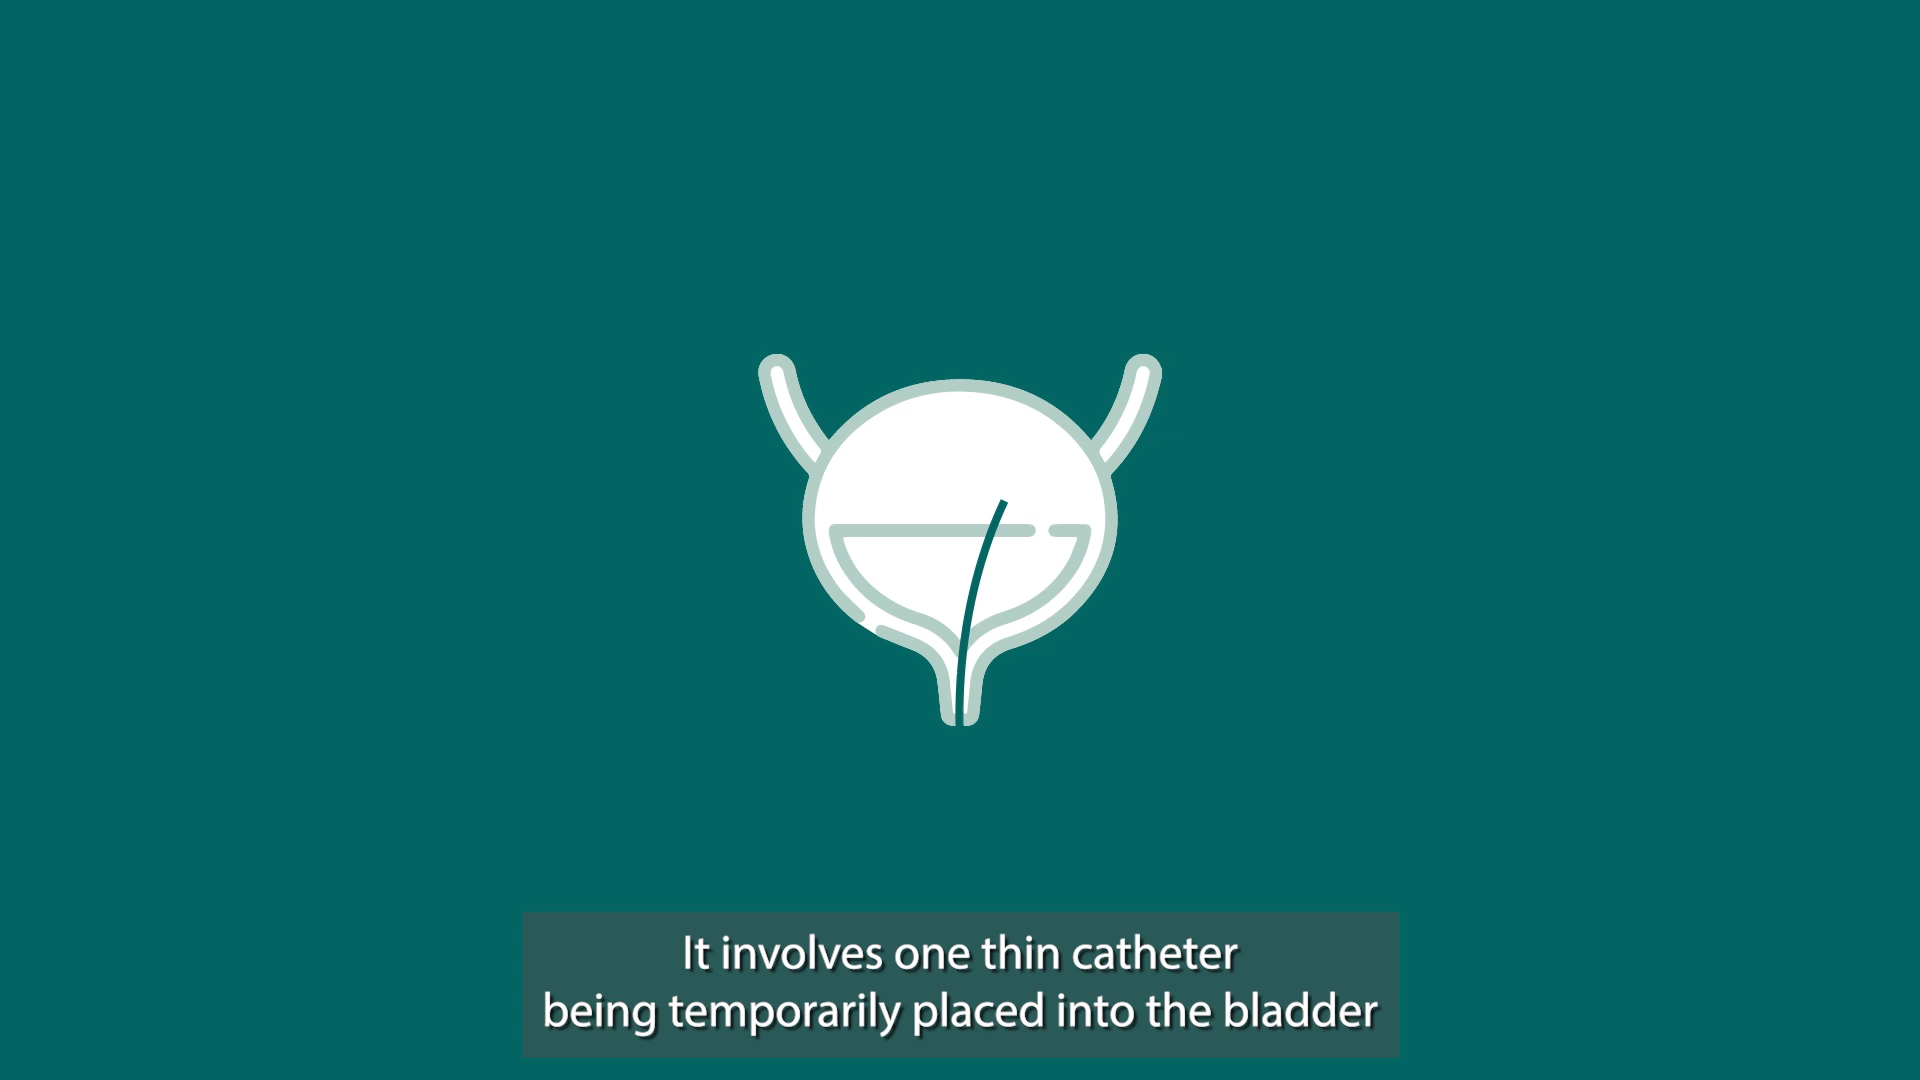 It involves one thin catheter
being temporarily placed into the bladder